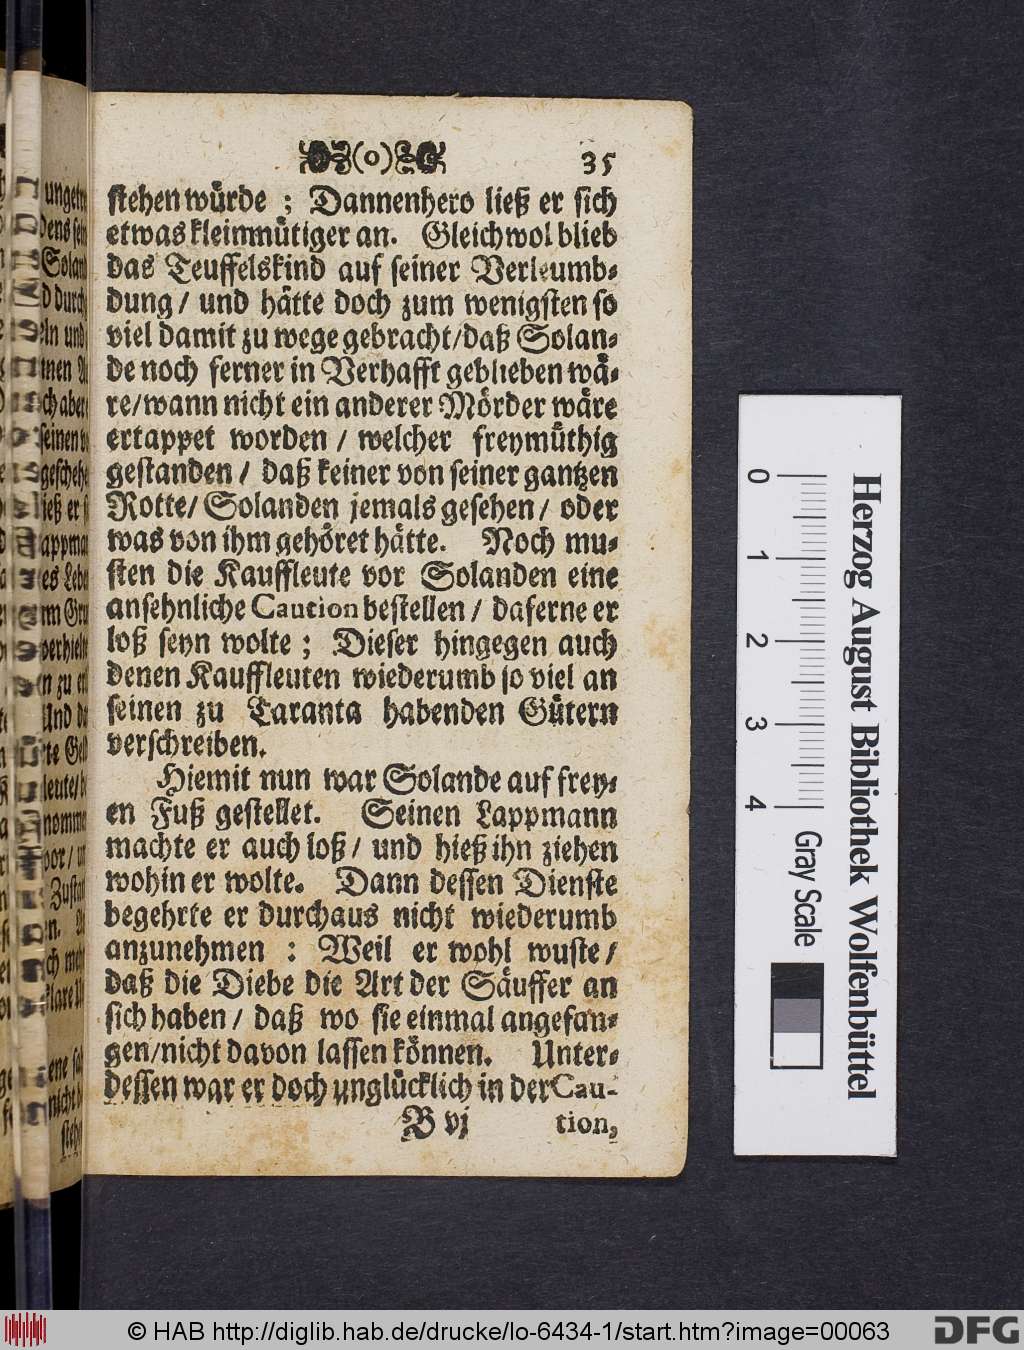 (o) 35
stehen würde ; Dannenhero ließ er sich
etwas kleinmütiger an. Gleichwol blieb
das Teuffelskind auf seiner Verleumb⸗
dung/ und hätte doch zum wenigsten so
viel damit zu wege gebracht/daß Solan⸗
de noch ferner in Verhafft geblieben wä⸗
re/wann nicht ein anderer Mörder wäre
ertappet worden / welcher freymüthig
gestanden / daß keiner von seiner gantzen
Rotte/ Solanden jemals gesehen/ oder
was von ihm gehöret hätte. Noch mu⸗
sten die Kauffleute vor Solanden eine
ansehnliche Caution bestellen / daferne er
loß seyn wolte ; Dieser hingegen auch
denen Kauffleuten wiederumb so viel an
seinen zu Taranta habenden Gütern
verschreiben.
Hiemit nun war Solande auf frey⸗
en Fuß gestellet. Seinen Lappmann
machte er auch loß/ und hieß ihn ziehen
wohin er wolte. Dann dessen Dienste
begehrte er durchaus nicht wiederumb
anzunehmen : Weil er wohl wuste/
daß die Diebe die Art der Säuffer an
sich haben/ daß wo sie einmal angefan⸗
gen/nicht davon lassen können. Unter⸗
dessen war er doch unglücklich in der Cau-
B vj tion,
0 1 2 3 4 Gray Scale
Herzog August Bibliothek Wolfenbüttel
© HAB http://diglib.hab.de/drucke/lo-6434-1/start.htm?image=00063
DFG